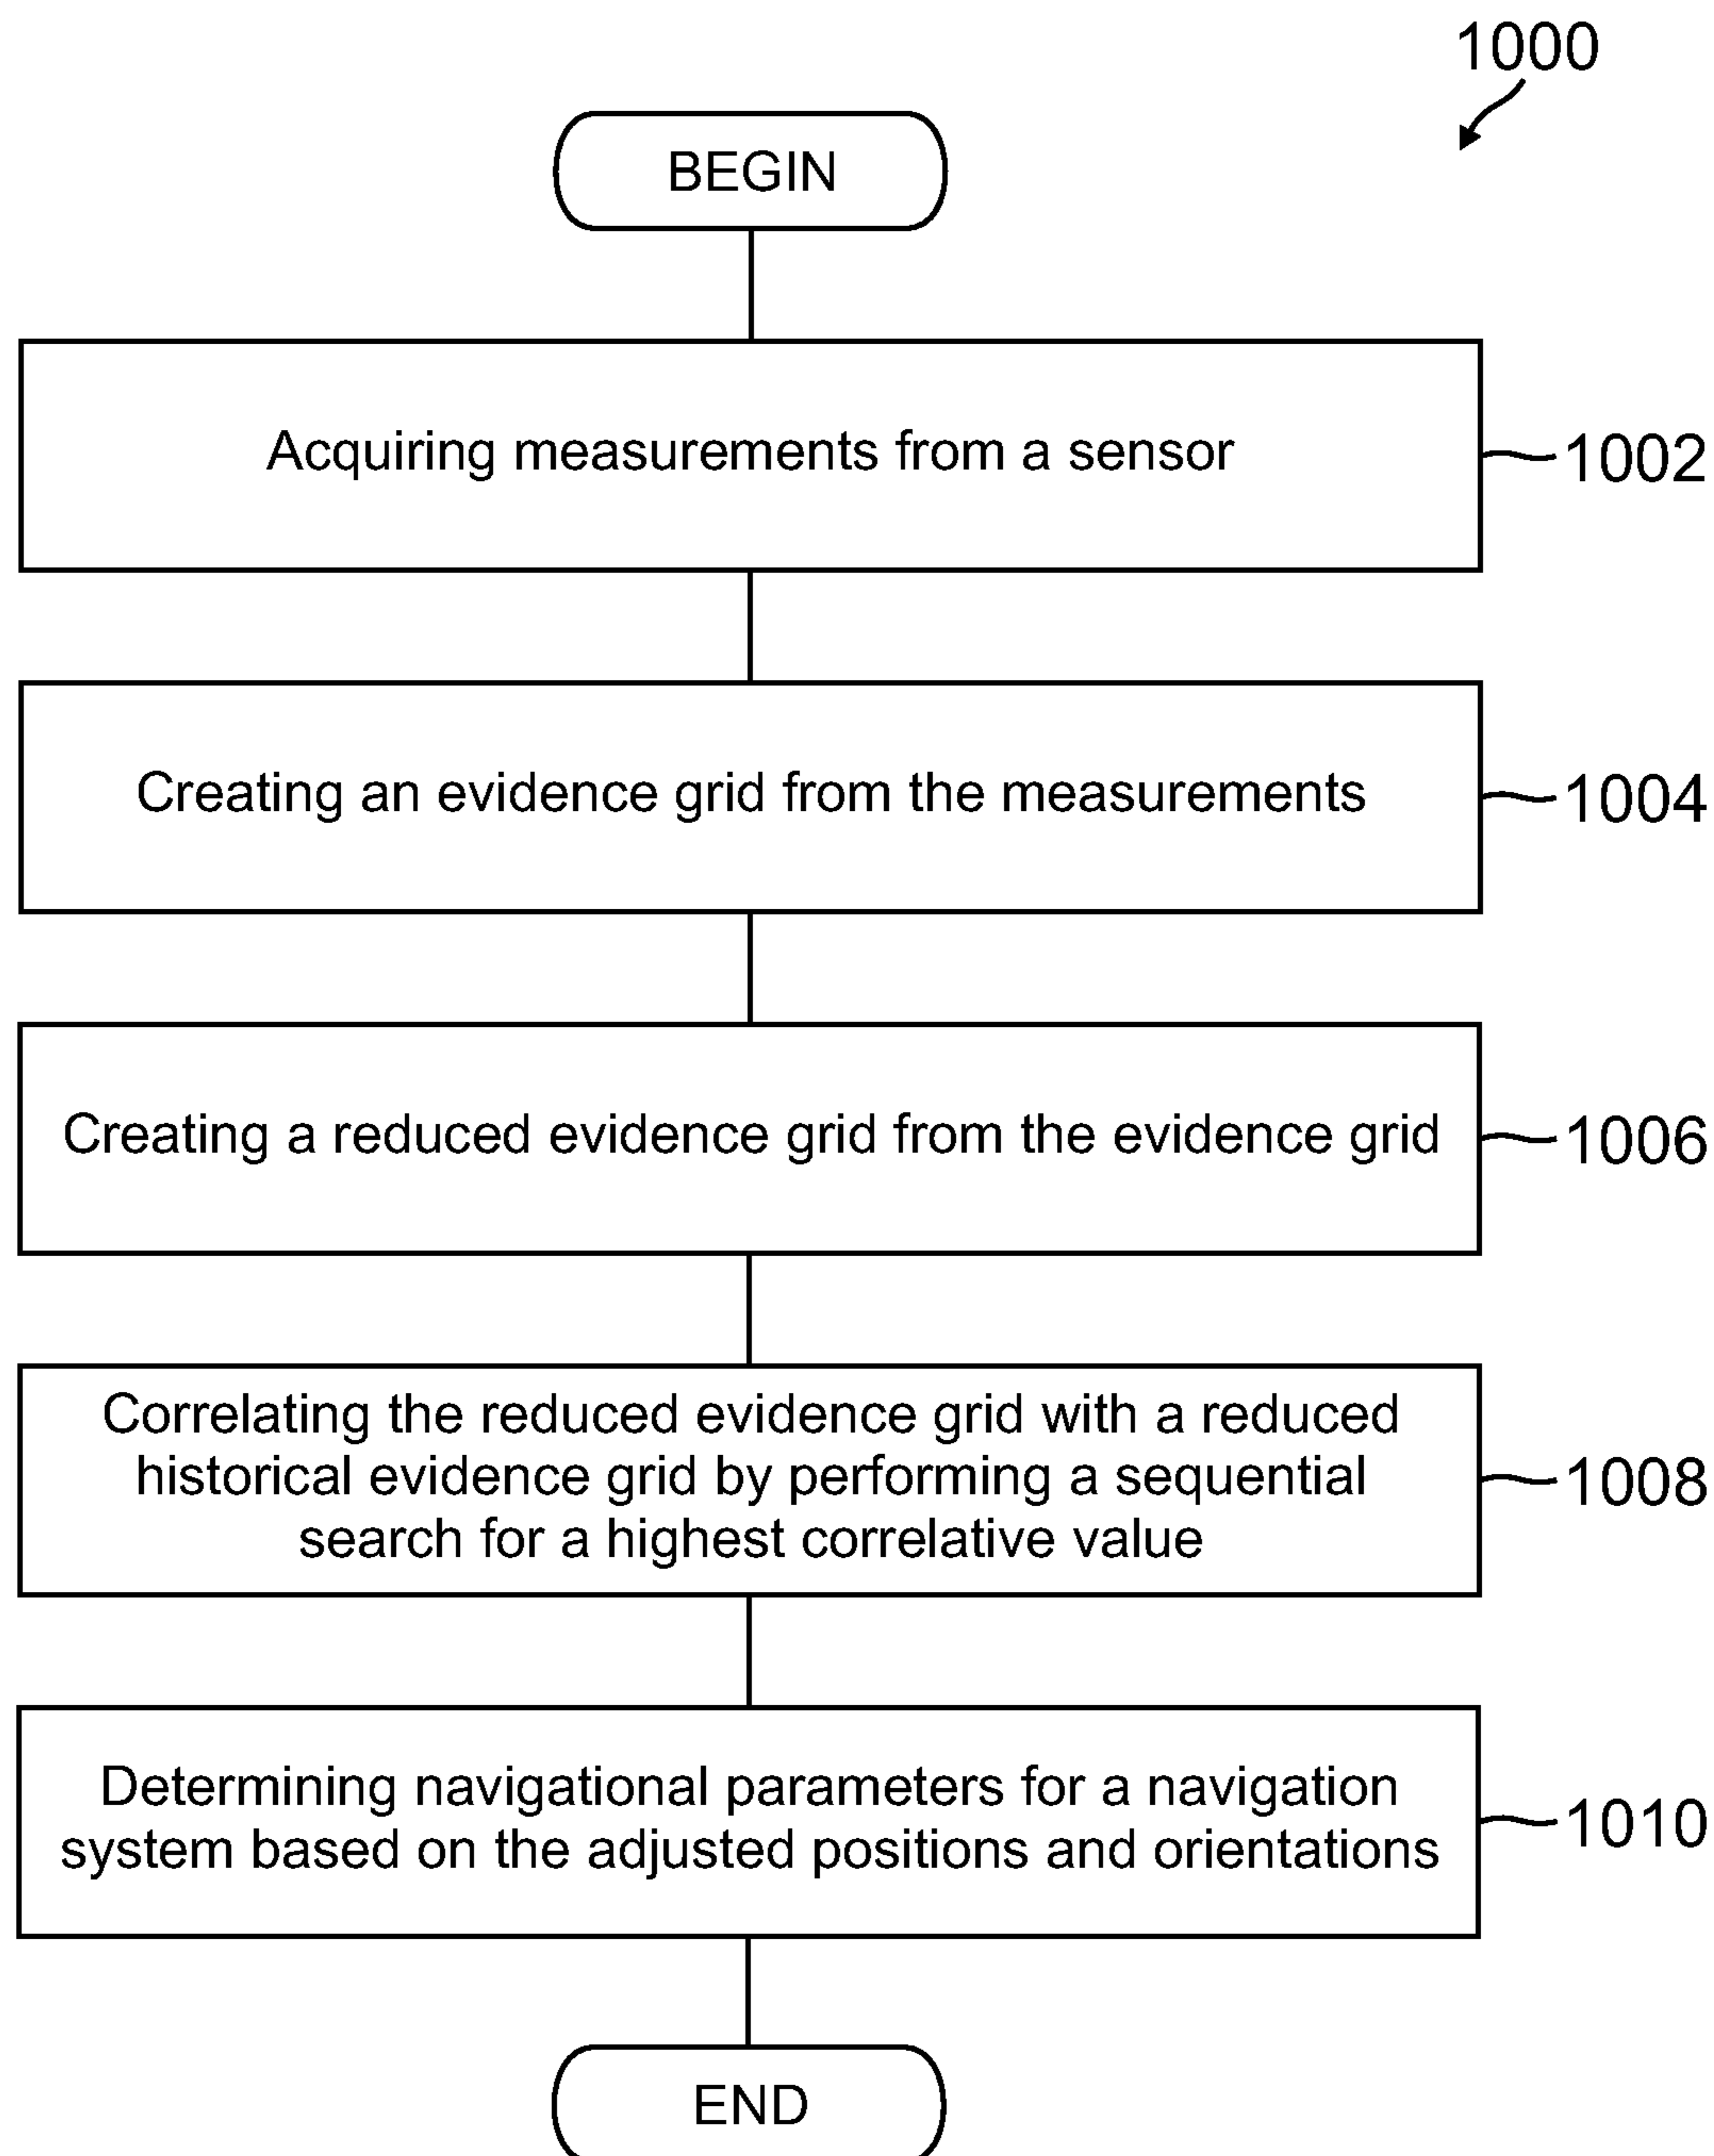 1000
BEGIN
Acquiring measurements from a sensor
1002
Creating an evidence grid from the measurements
1004
Creating a reduced evidence grid from the evidence grid
1006
Correlating the reduced evidence grid with a reduced
historical evidence grid by performing a sequential
search for a highest correlative value
1008
Determining navigational parameters for a navigation
system based on the adjusted positions and orientations
1010
END